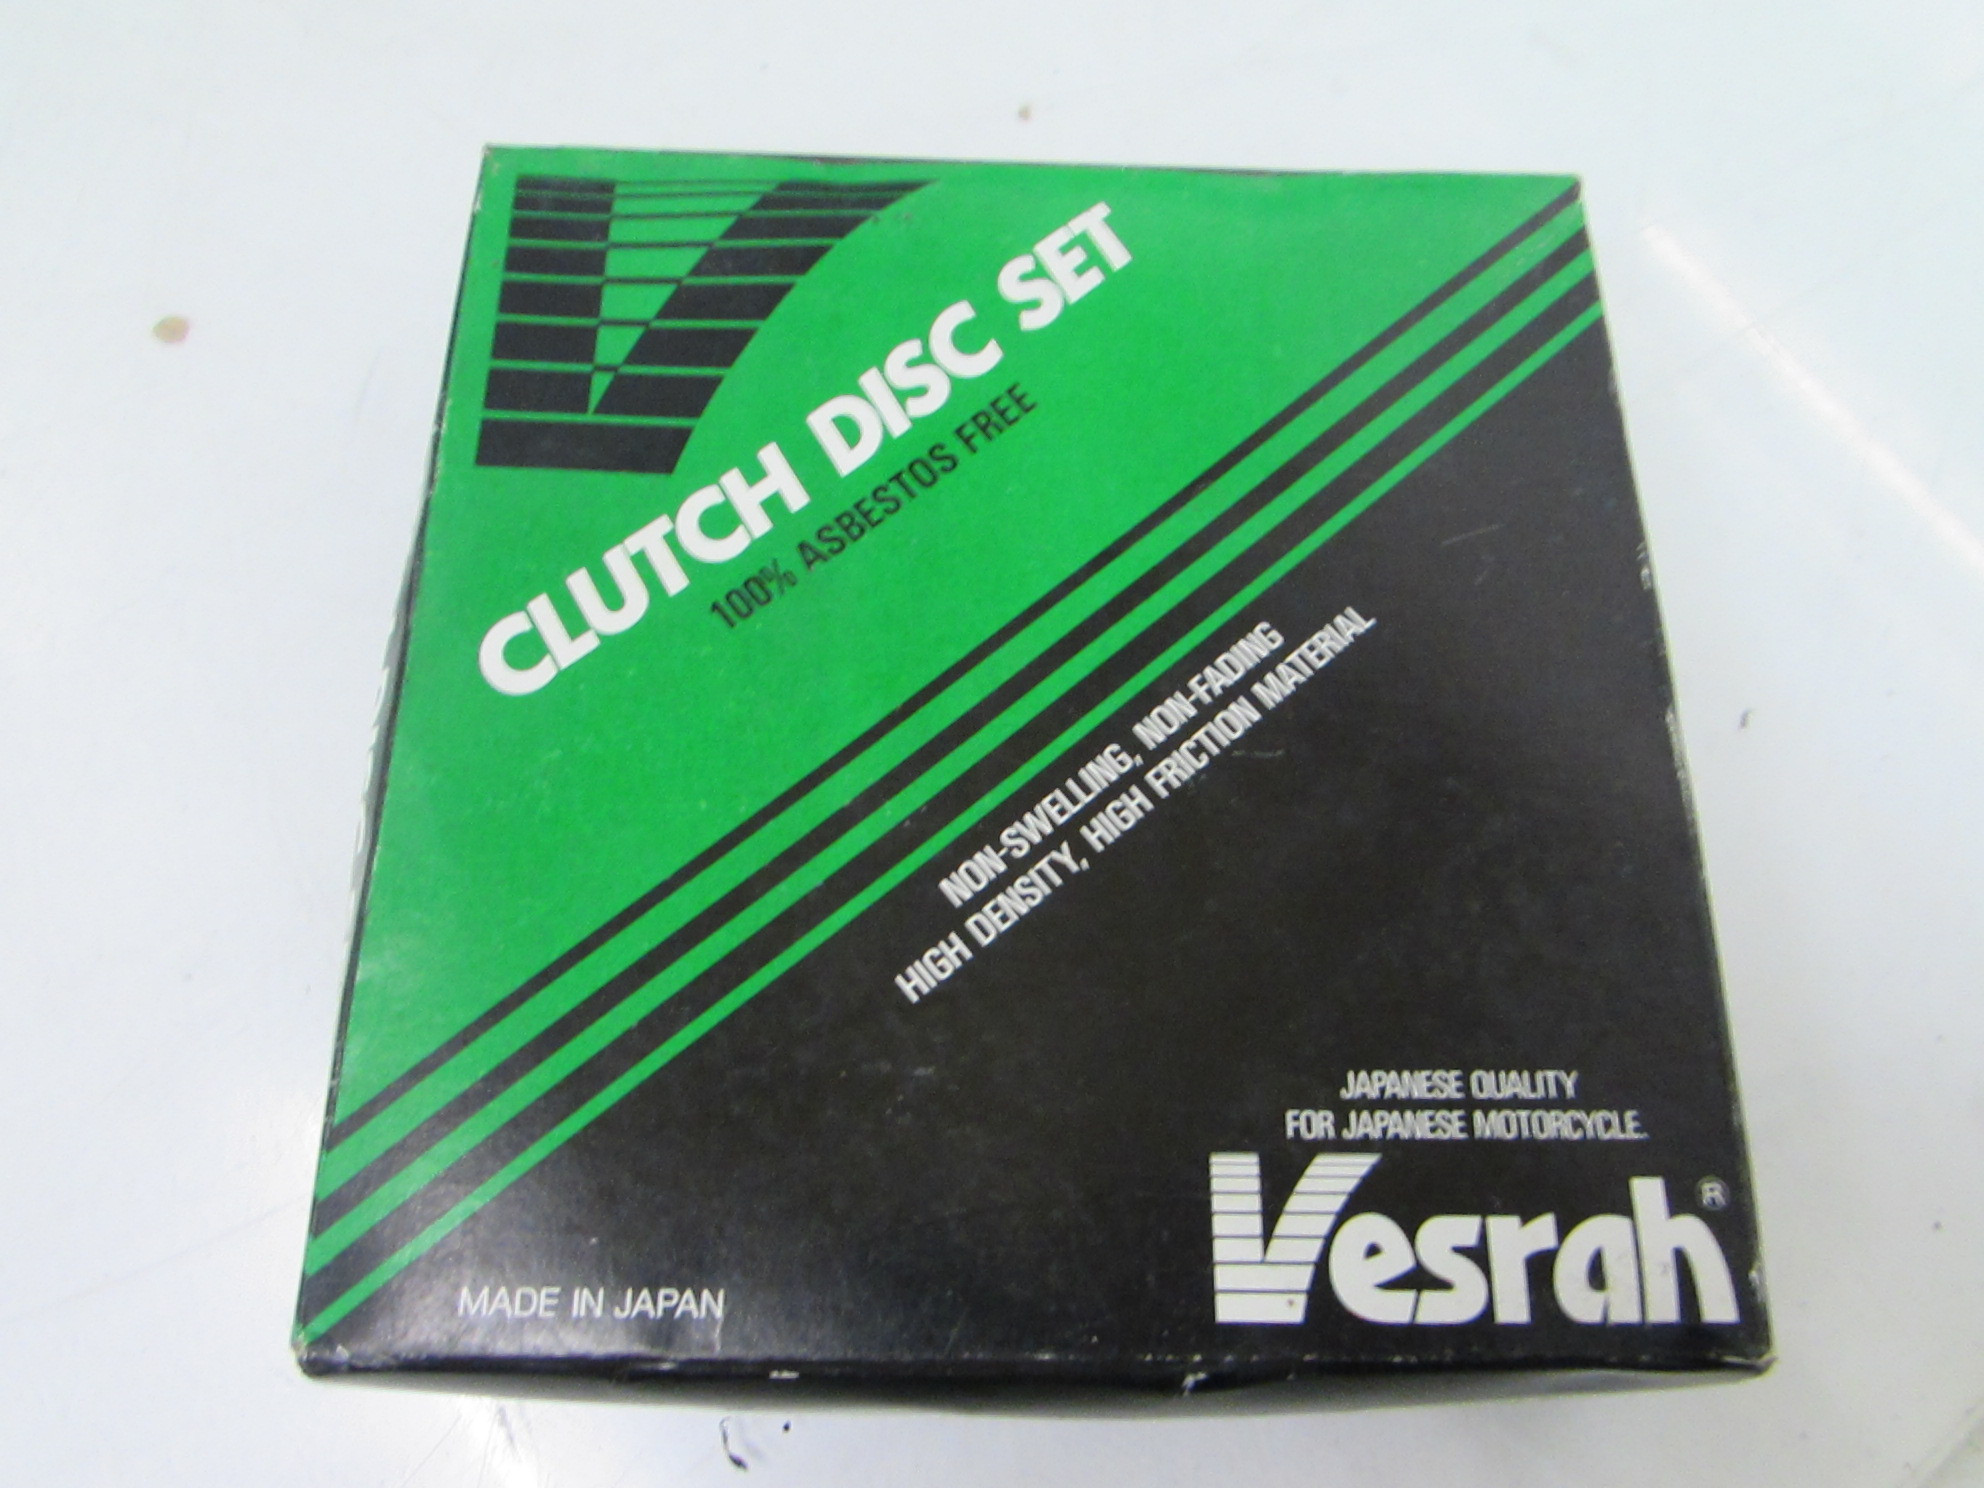 CLUTCH DISC SET
100% ASBESTOS FREE
NON-SWELLING, NON-FADING
HIGH DENSITY, HIGH FRICTION MATERIAL
JAPANESE QUALITY
FOR JAPANESE MOTORCYCLE.
Vesrah®
MADE IN JAPAN